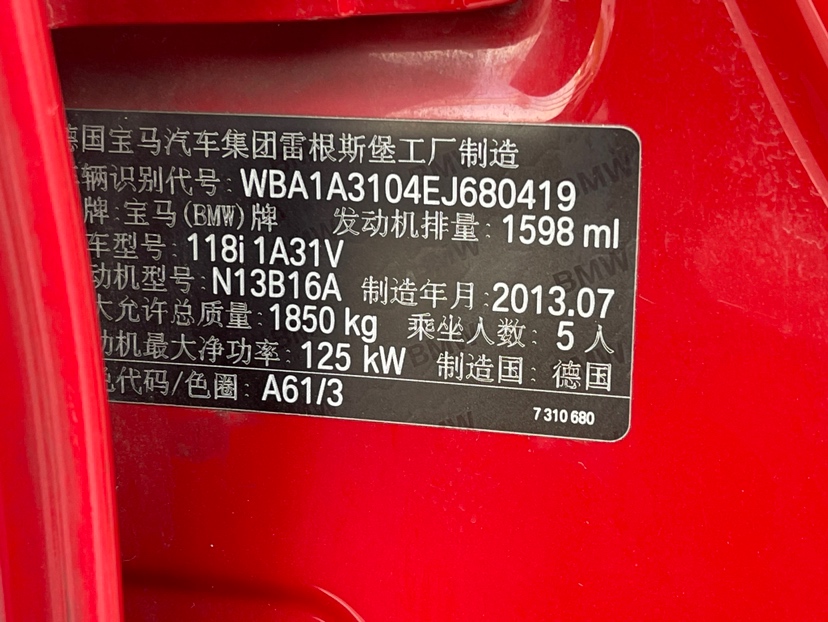 德国宝马汽车集团雷根斯堡工厂制造
车辆识别代号: WBA1A3104EJ680419
牌: 宝马(BMW)牌 发动机排量: 1598 ml
车型号: 118i 1A31V
动机型号: N13B16A 制造年月: 2013.07
大允许总质量: 1850 kg 乘坐人数: 5 人
动机最大净功率: 125 kW 制造国: 德国
色代码/色圈: A61/3
7 310 680